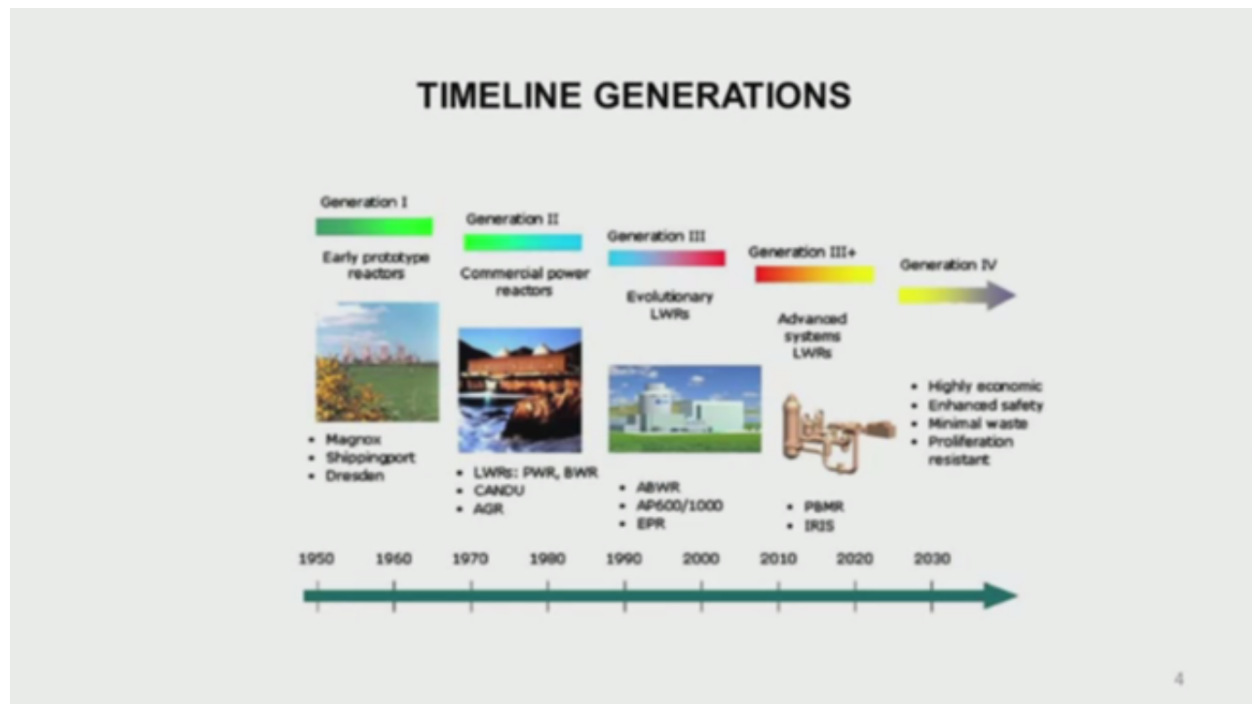 TIMELINE GENERATIONS
Generation I
Early prototype
reactors
Magnox
Shippingport
Dresden
Generation II
Commercial power
reactors
LWRs: PWR, BWR
CANDU
AGR
Generation III
Evolutionary
LWRs
ABWR
AP600/1000
EPR
Generation III+
Advanced
systems
LWRs
PBMR
IRIS
Generation IV
Highly economic
Enhanced safety
Minimal waste
Proliferation
resistant
1950 1960 1970 1980 1990 2000 2010 2020 2030
4